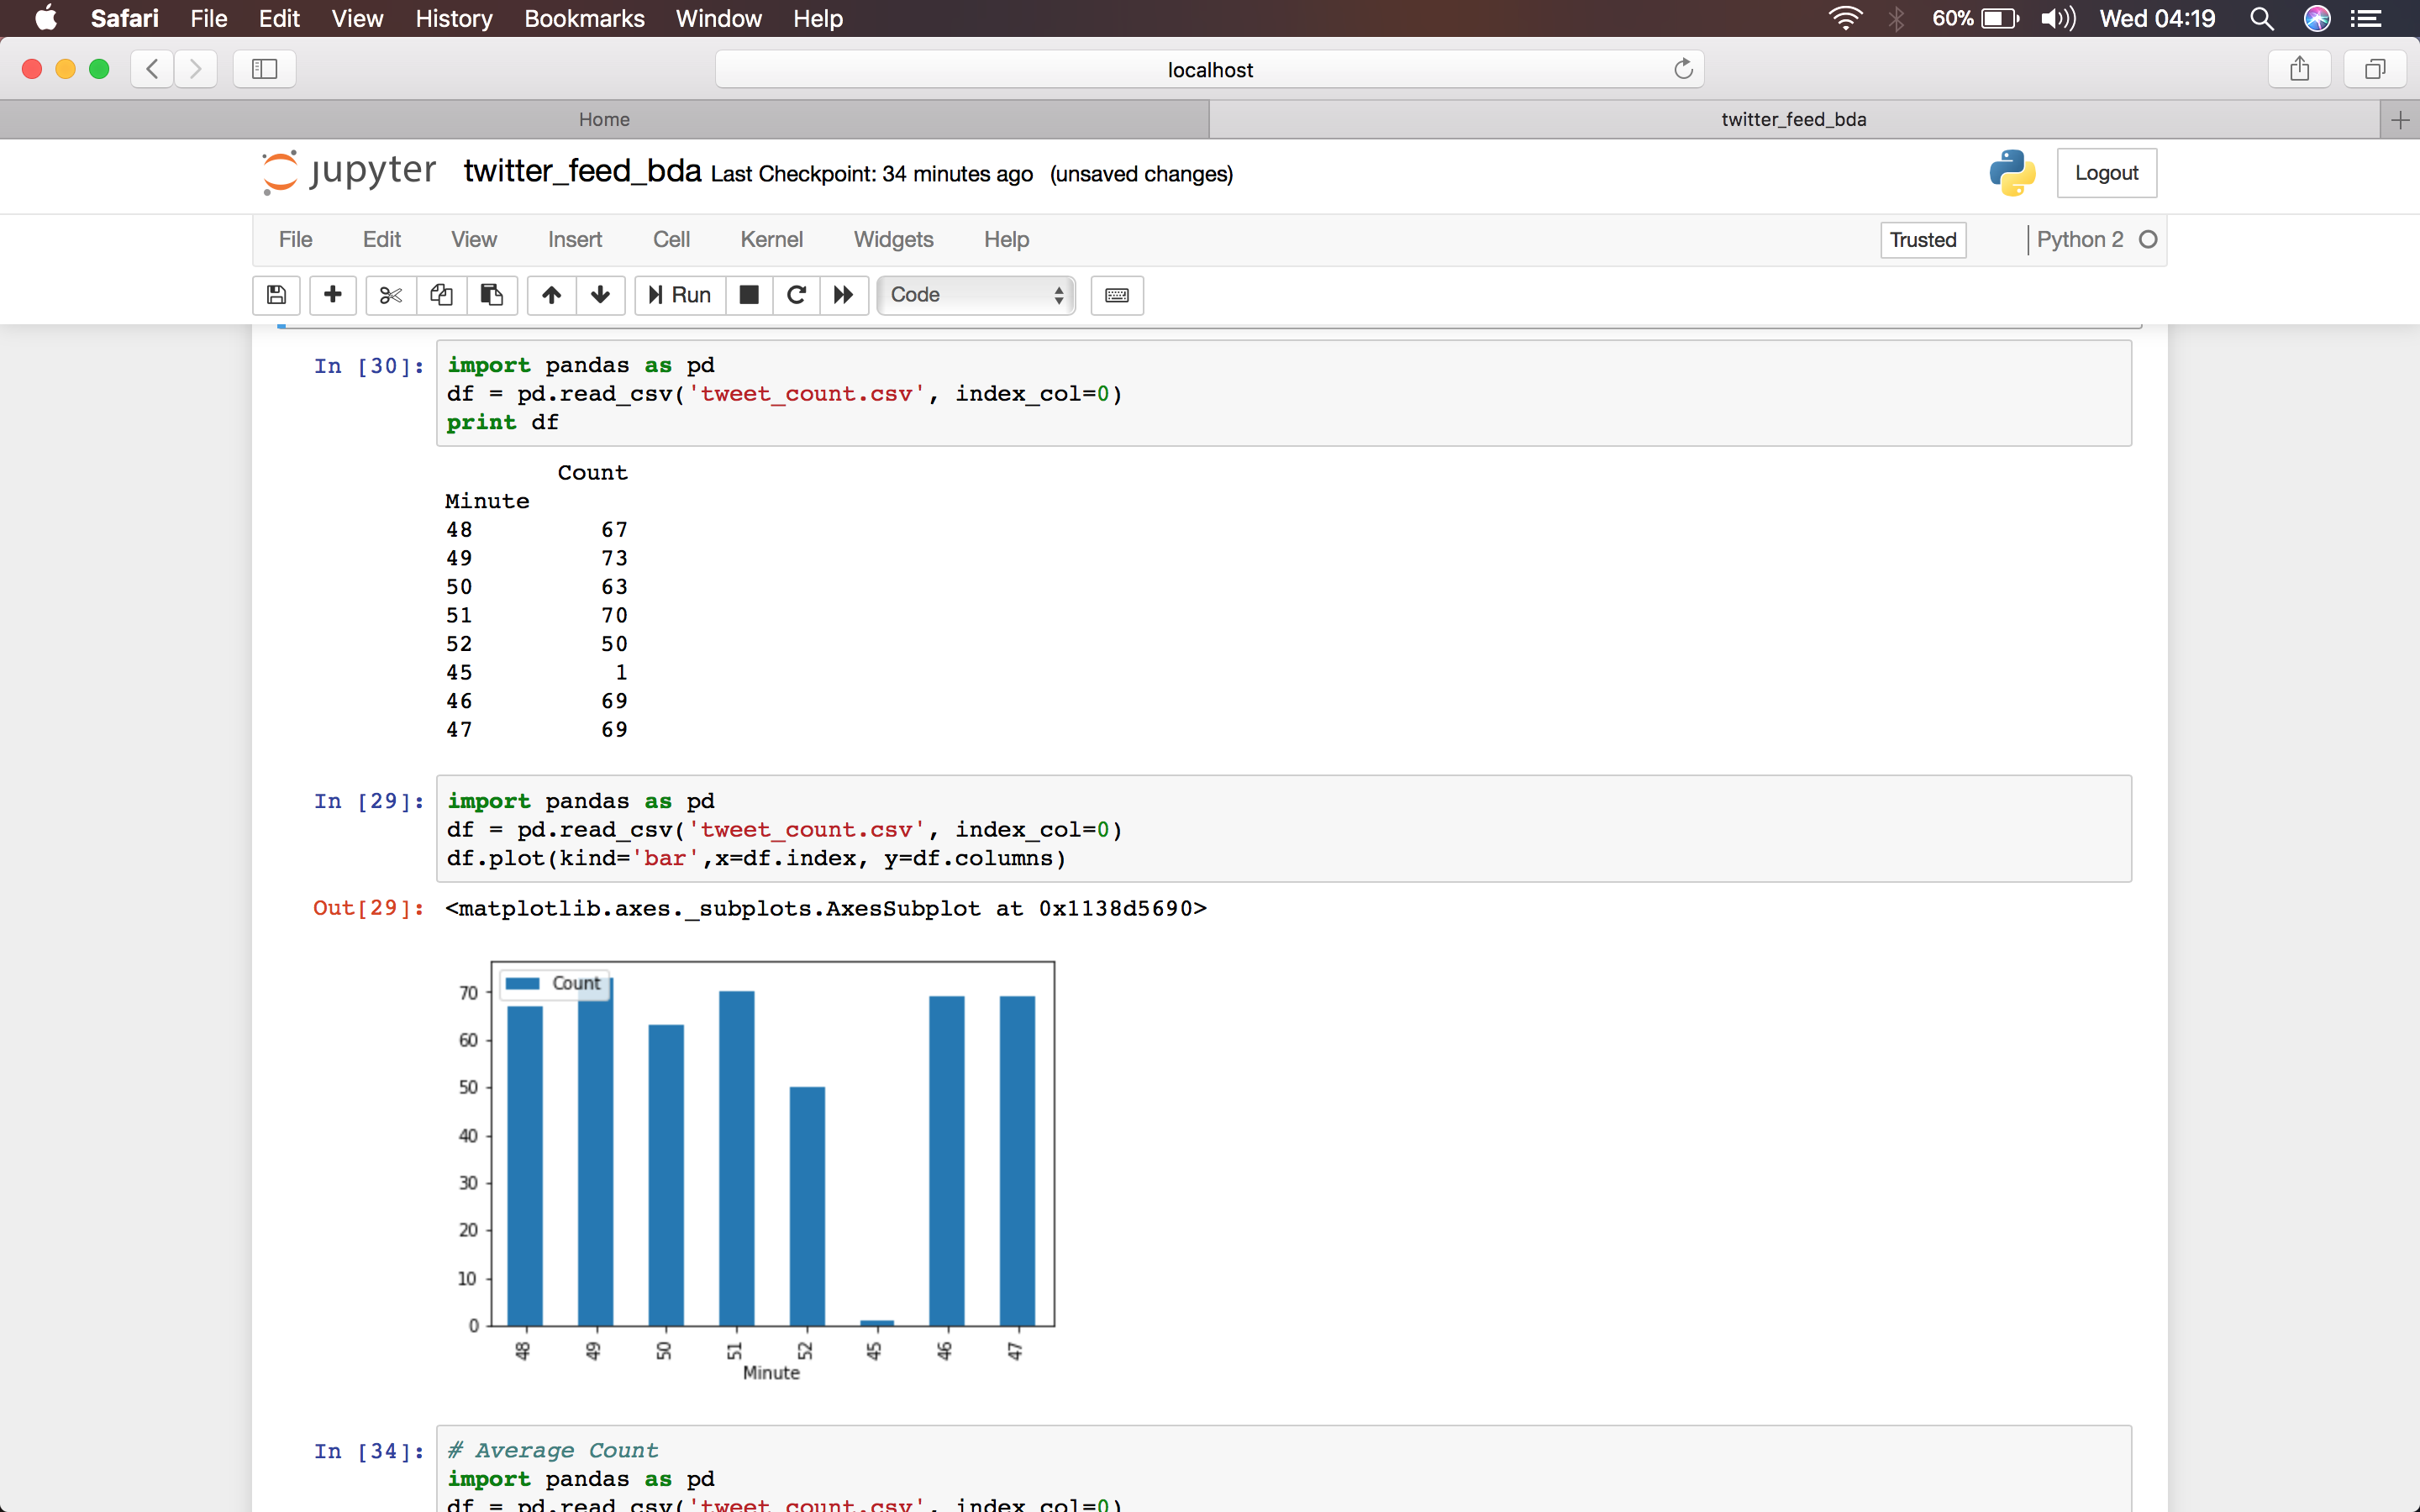 Safari File Edit View History Bookmarks Window Help 60% Wed 04:19
localhost
Home twitter_feed_bda
jupyter twitter_feed_bda Last Checkpoint: 34 minutes ago (unsaved changes) Logout
File Edit View Insert Cell Kernel Widgets Help Trusted Python 2
Run Code
In [30]: import pandas as pd
df = pd.read_csv('tweet_count.csv', index_col=0)
print df
Count
Minute
48 67
49 73
50 63
51 70
52 50
45 1
46 69
47 69
In [29]: import pandas as pd
df = pd.read_csv('tweet_count.csv', index_col=0)
df.plot(kind='bar',x=df.index, y=df.columns)
Out[29]: <matplotlib.axes._subplots.AxesSubplot at 0x1138d5690>
Count
70
60
50
40
30
20
10
0
48 49 50 51 52 45 46 47
Minute
In [34]: # Average Count
import pandas as pd
df = pd.read_csv('tweet_count.csv', index_col=0)